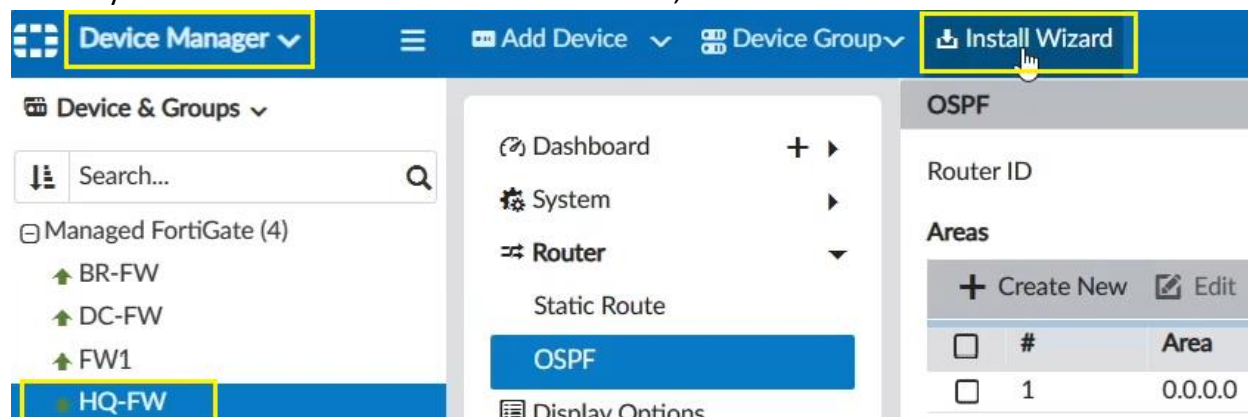 Device Manager
Add Device
Device Group
Install Wizard
Device & Groups
Search...
Managed FortiGate (4)
BR-FW
DC-FW
FW1
HQ-FW
Dashboard
System
Router
Static Route
OSPF
Display Options
OSPF
Router ID
Areas
Create New
Edit
# Area
1 0.0.0.0